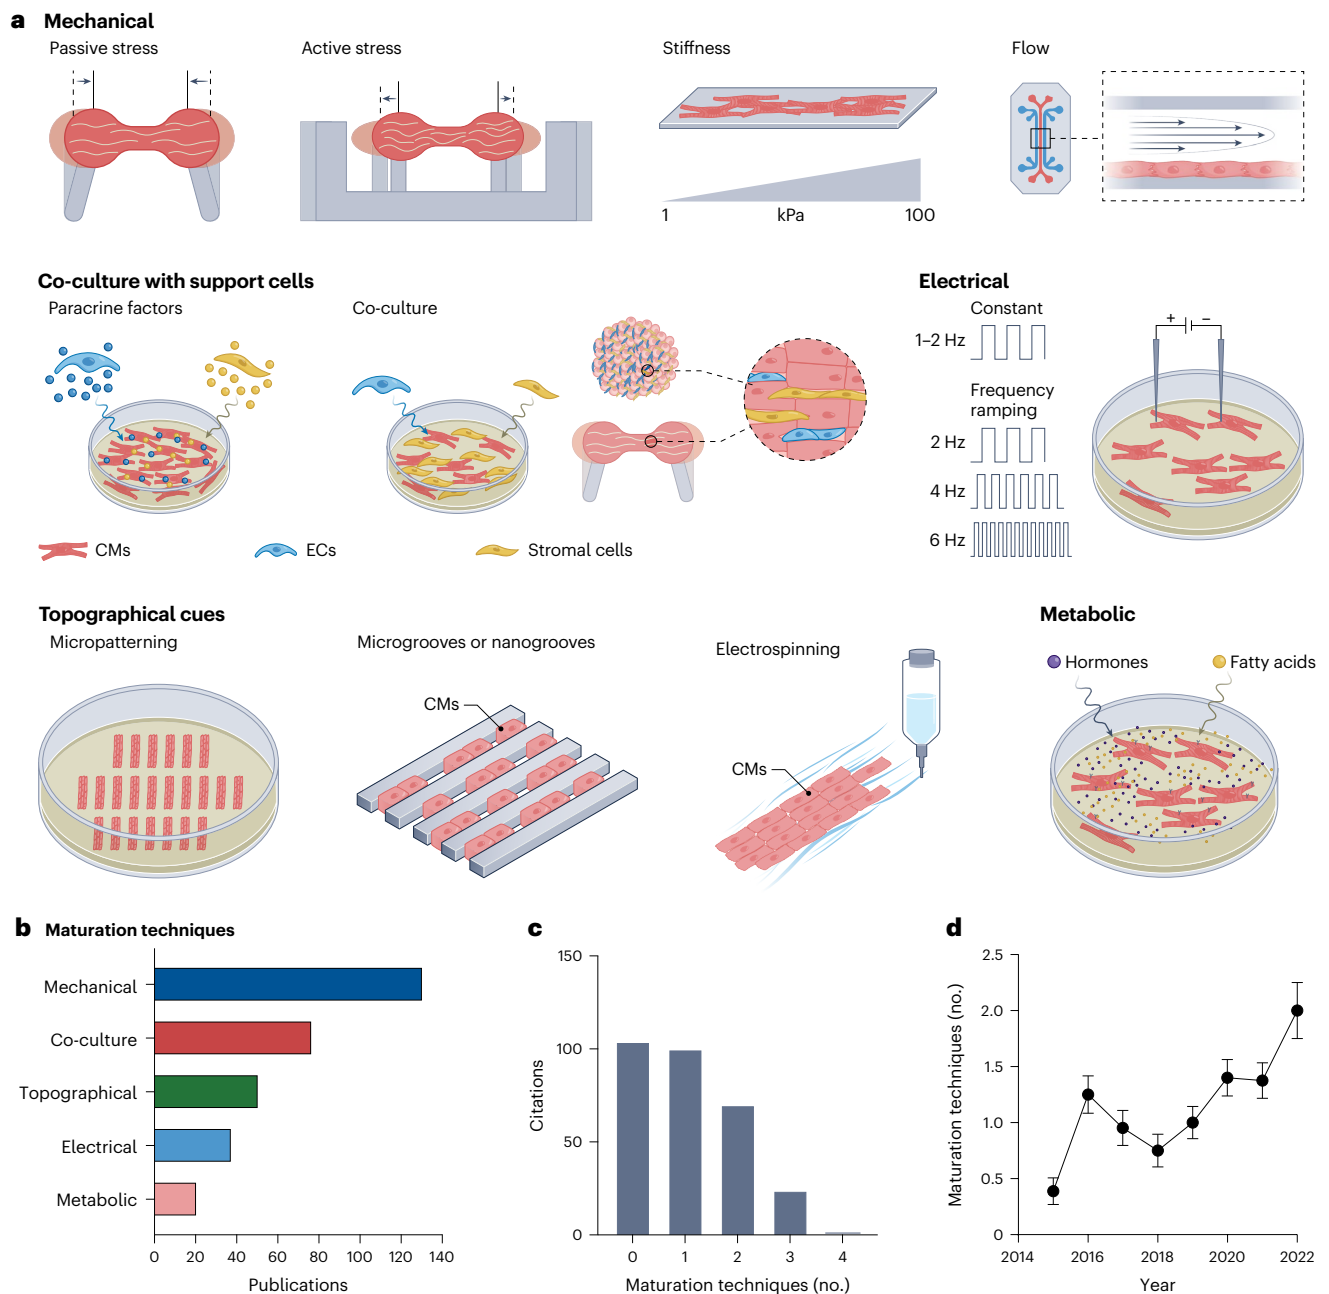 a Mechanical
Passive stress
Active stress
Stiffness
Flow
1 kPa 100
Co-culture with support cells
Paracrine factors
Co-culture
CMs
ECs
Stromal cells
Electrical
Constant
1–2 Hz
Frequency
ramping
2 Hz
4 Hz
6 Hz
+ −
Topographical cues
Micropatterning
Microgrooves or nanogrooves
CMs
Electrospinning
CMs
Metabolic
Hormones
Fatty acids
b Maturation techniques
Mechanical
Co-culture
Topographical
Electrical
Metabolic
0 20 40 60 80 100 120 140
Publications
c
150
100
50
0
Citations
0 1 2 3 4
Maturation techniques (no.)
d
2.5
2.0
1.5
1.0
0.5
0
Maturation techniques (no.)
2014 2016 2018 2020 2022
Year